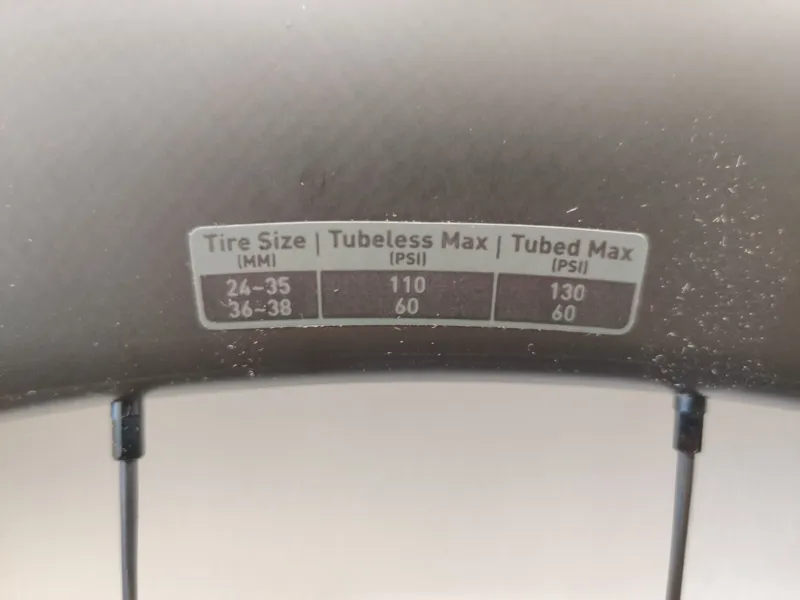 Tire Size | Tubeless Max | Tubed Max
(MM) (PSI) (PSI)
24~35 110 130
36~38 60 60